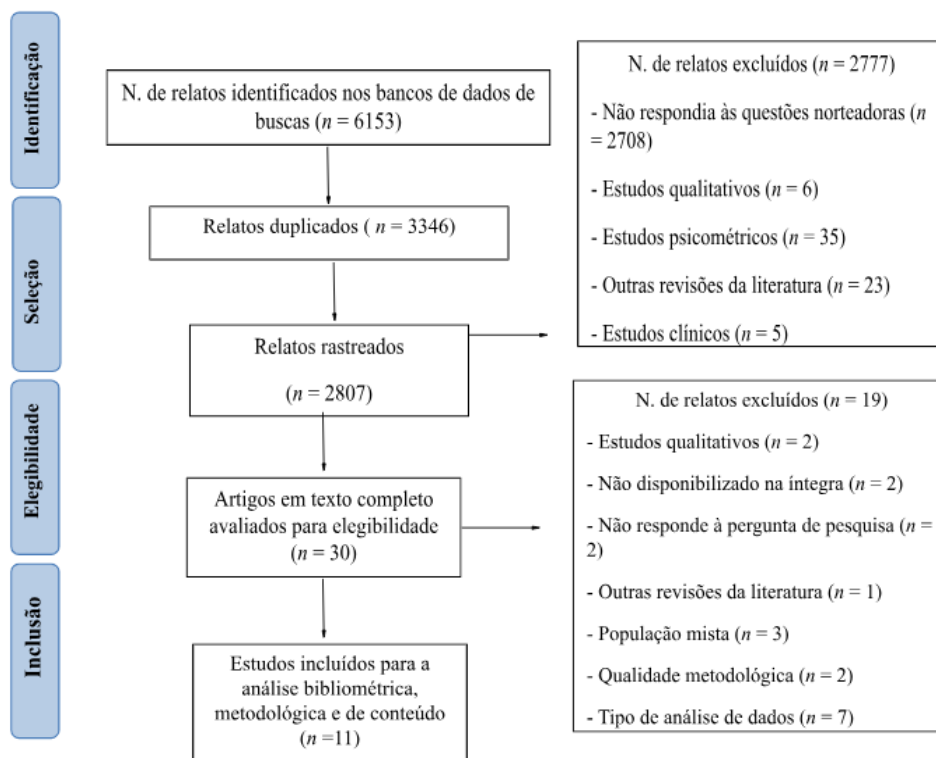 Identificação
N. de relatos identificados nos bancos de dados de
buscas (n = 6153)
N. de relatos excluídos (n = 2777)
- Não respondia às questões norteadoras (n
= 2708)
- Estudos qualitativos (n = 6)
- Estudos psicométricos (n = 35)
- Outras revisões da literatura (n = 23)
- Estudos clínicos (n = 5)
Seleção
Relatos duplicados ( n = 3346)
Relatos rastreados
(n = 2807)
Elegibilidade
Artigos em texto completo
avaliados para elegibilidade
(n = 30)
N. de relatos excluídos (n = 19)
- Estudos qualitativos (n = 2)
- Não disponibilizado na íntegra (n = 2)
- Não responde à pergunta de pesquisa (n =
2)
- Outras revisões da literatura (n = 1)
- População mista (n = 3)
- Qualidade metodológica (n = 2)
- Tipo de análise de dados (n = 7)
Inclusão
Estudos incluídos para a
análise bibliométrica,
metodológica e de conteúdo
(n =11)